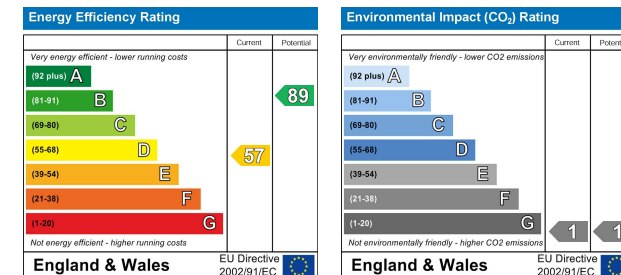 Energy Efficiency Rating
Current Potential
Very energy efficient - lower running costs
(92 plus) A
(81-91) B
89
(69-80) C
(55-68) D
57
(39-54) E
(21-38) F
(1-20) G
Not energy efficient - higher running costs
England & Wales
EU Directive
2002/91/EC
Environmental Impact (CO₂) Rating
Current Potent
Very environmentally friendly - lower CO2 emissions
(92 plus) A
(81-91) B
(69-80) C
(55-68) D
(39-54) E
(21-38) F
(1-20) G
1 1
Not environmentally friendly - higher CO2 emissions
England & Wales
EU Directive
2002/91/EC